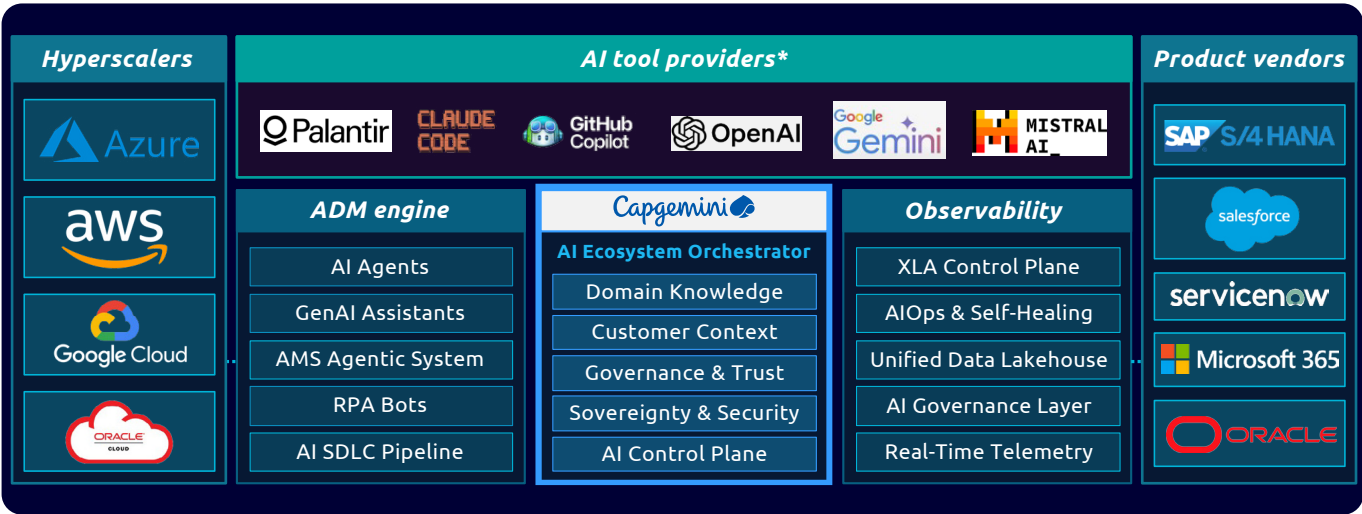 Hyperscalers
Azure
aws
Google Cloud
ORACLE
CLOUD
AI tool providers*
Palantir
CLAUDE
CODE
GitHub
Copilot
OpenAI
Google
Gemini
MISTRAL
AI_
ADM engine
AI Agents
GenAI Assistants
AMS Agentic System
RPA Bots
AI SDLC Pipeline
Capgemini
AI Ecosystem Orchestrator
Domain Knowledge
Customer Context
Governance & Trust
Sovereignty & Security
AI Control Plane
Observability
XLA Control Plane
AIOps & Self-Healing
Unified Data Lakehouse
AI Governance Layer
Real-Time Telemetry
Product vendors
SAP S/4 HANA
salesforce
servicenow
Microsoft 365
ORACLE